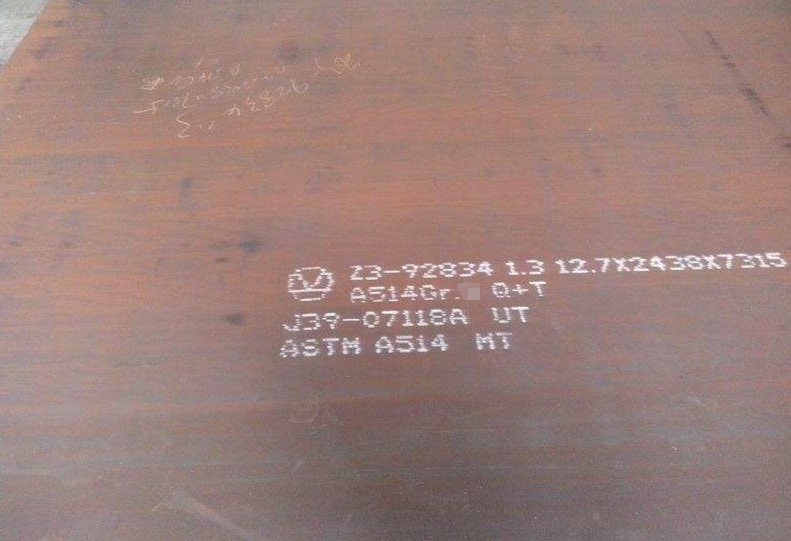 Z3-92834 1.3 12.7X2438X7315
A514Gr. Q+T
J39-07118A UT
ASTM A514 MT